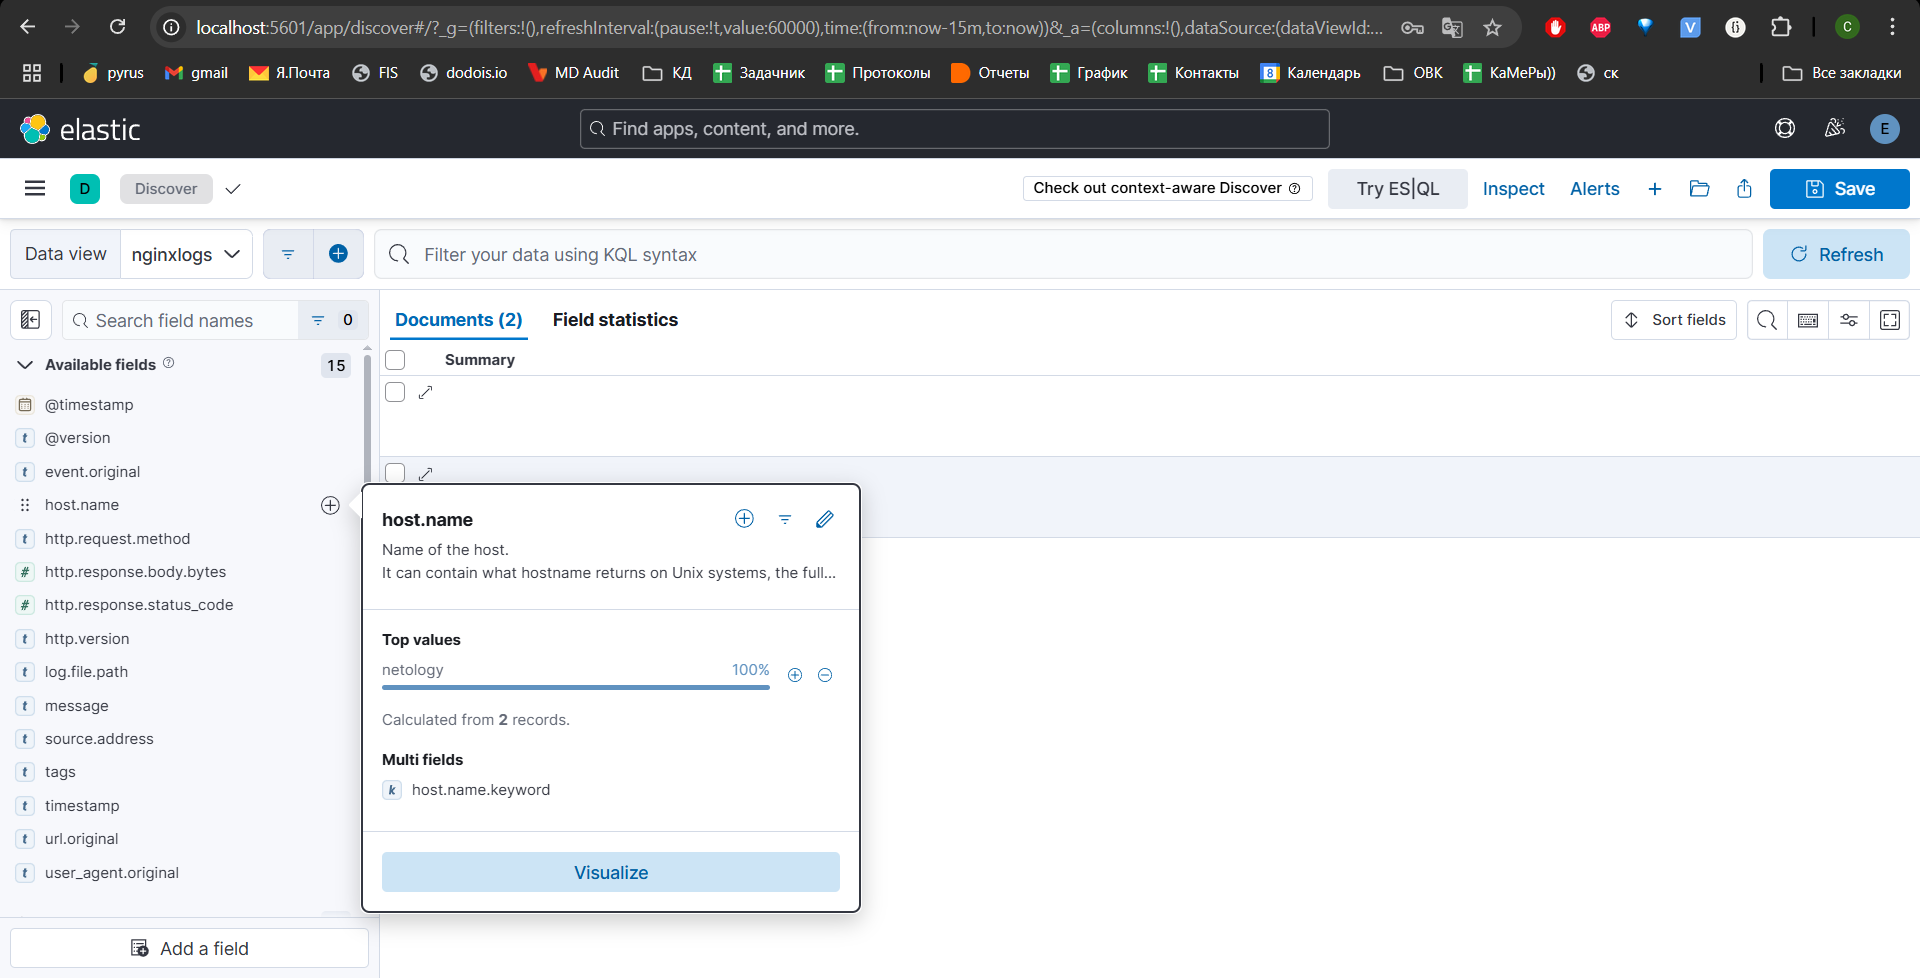 localhost:5601/app/discover#/?_g=(filters:!(),refreshInterval:(pause:!t,value:60000),time:(from:now-15m,to:now))&_a=(columns:!(),dataSource:(dataViewId:...
ABP
V
{}
C
pyrus
gmail
Я.Почта
FIS
dodois.io
MD Audit
КД
Задачник
Протоколы
Отчеты
График
Контакты
8
Календарь
ОВК
КаМеРы))
ск
Все закладки
elastic
Find apps, content, and more.
E
D
Discover
Check out context-aware Discover
Try ES|QL
Inspect
Alerts
Save
Data view
nginxlogs
Filter your data using KQL syntax
Refresh
Search field names
0
Documents (2)
Field statistics
Sort fields
Available fields
15
Summary
@timestamp
t @version
t event.original
host.name
t http.request.method
# http.response.body.bytes
# http.response.status_code
t http.version
t log.file.path
t message
t source.address
t tags
t timestamp
t url.original
t user_agent.original
Add a field
host.name
Name of the host.
It can contain what hostname returns on Unix systems, the full...
Top values
netology
100%
Calculated from 2 records.
Multi fields
k host.name.keyword
Visualize